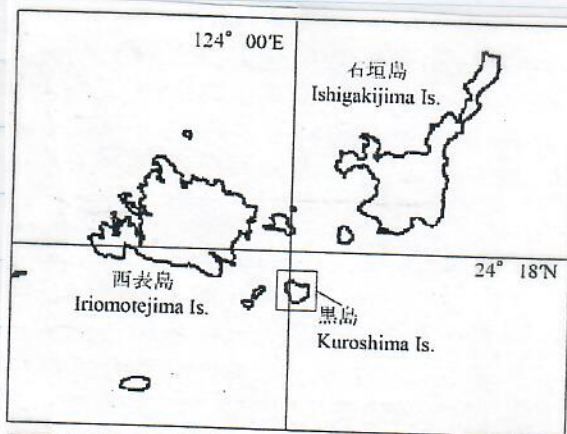 124° 00'E
石垣島
Ishigakijima Is.
24° 18'N
西表島
Iriomotejima Is.
黒島
Kuroshima Is.